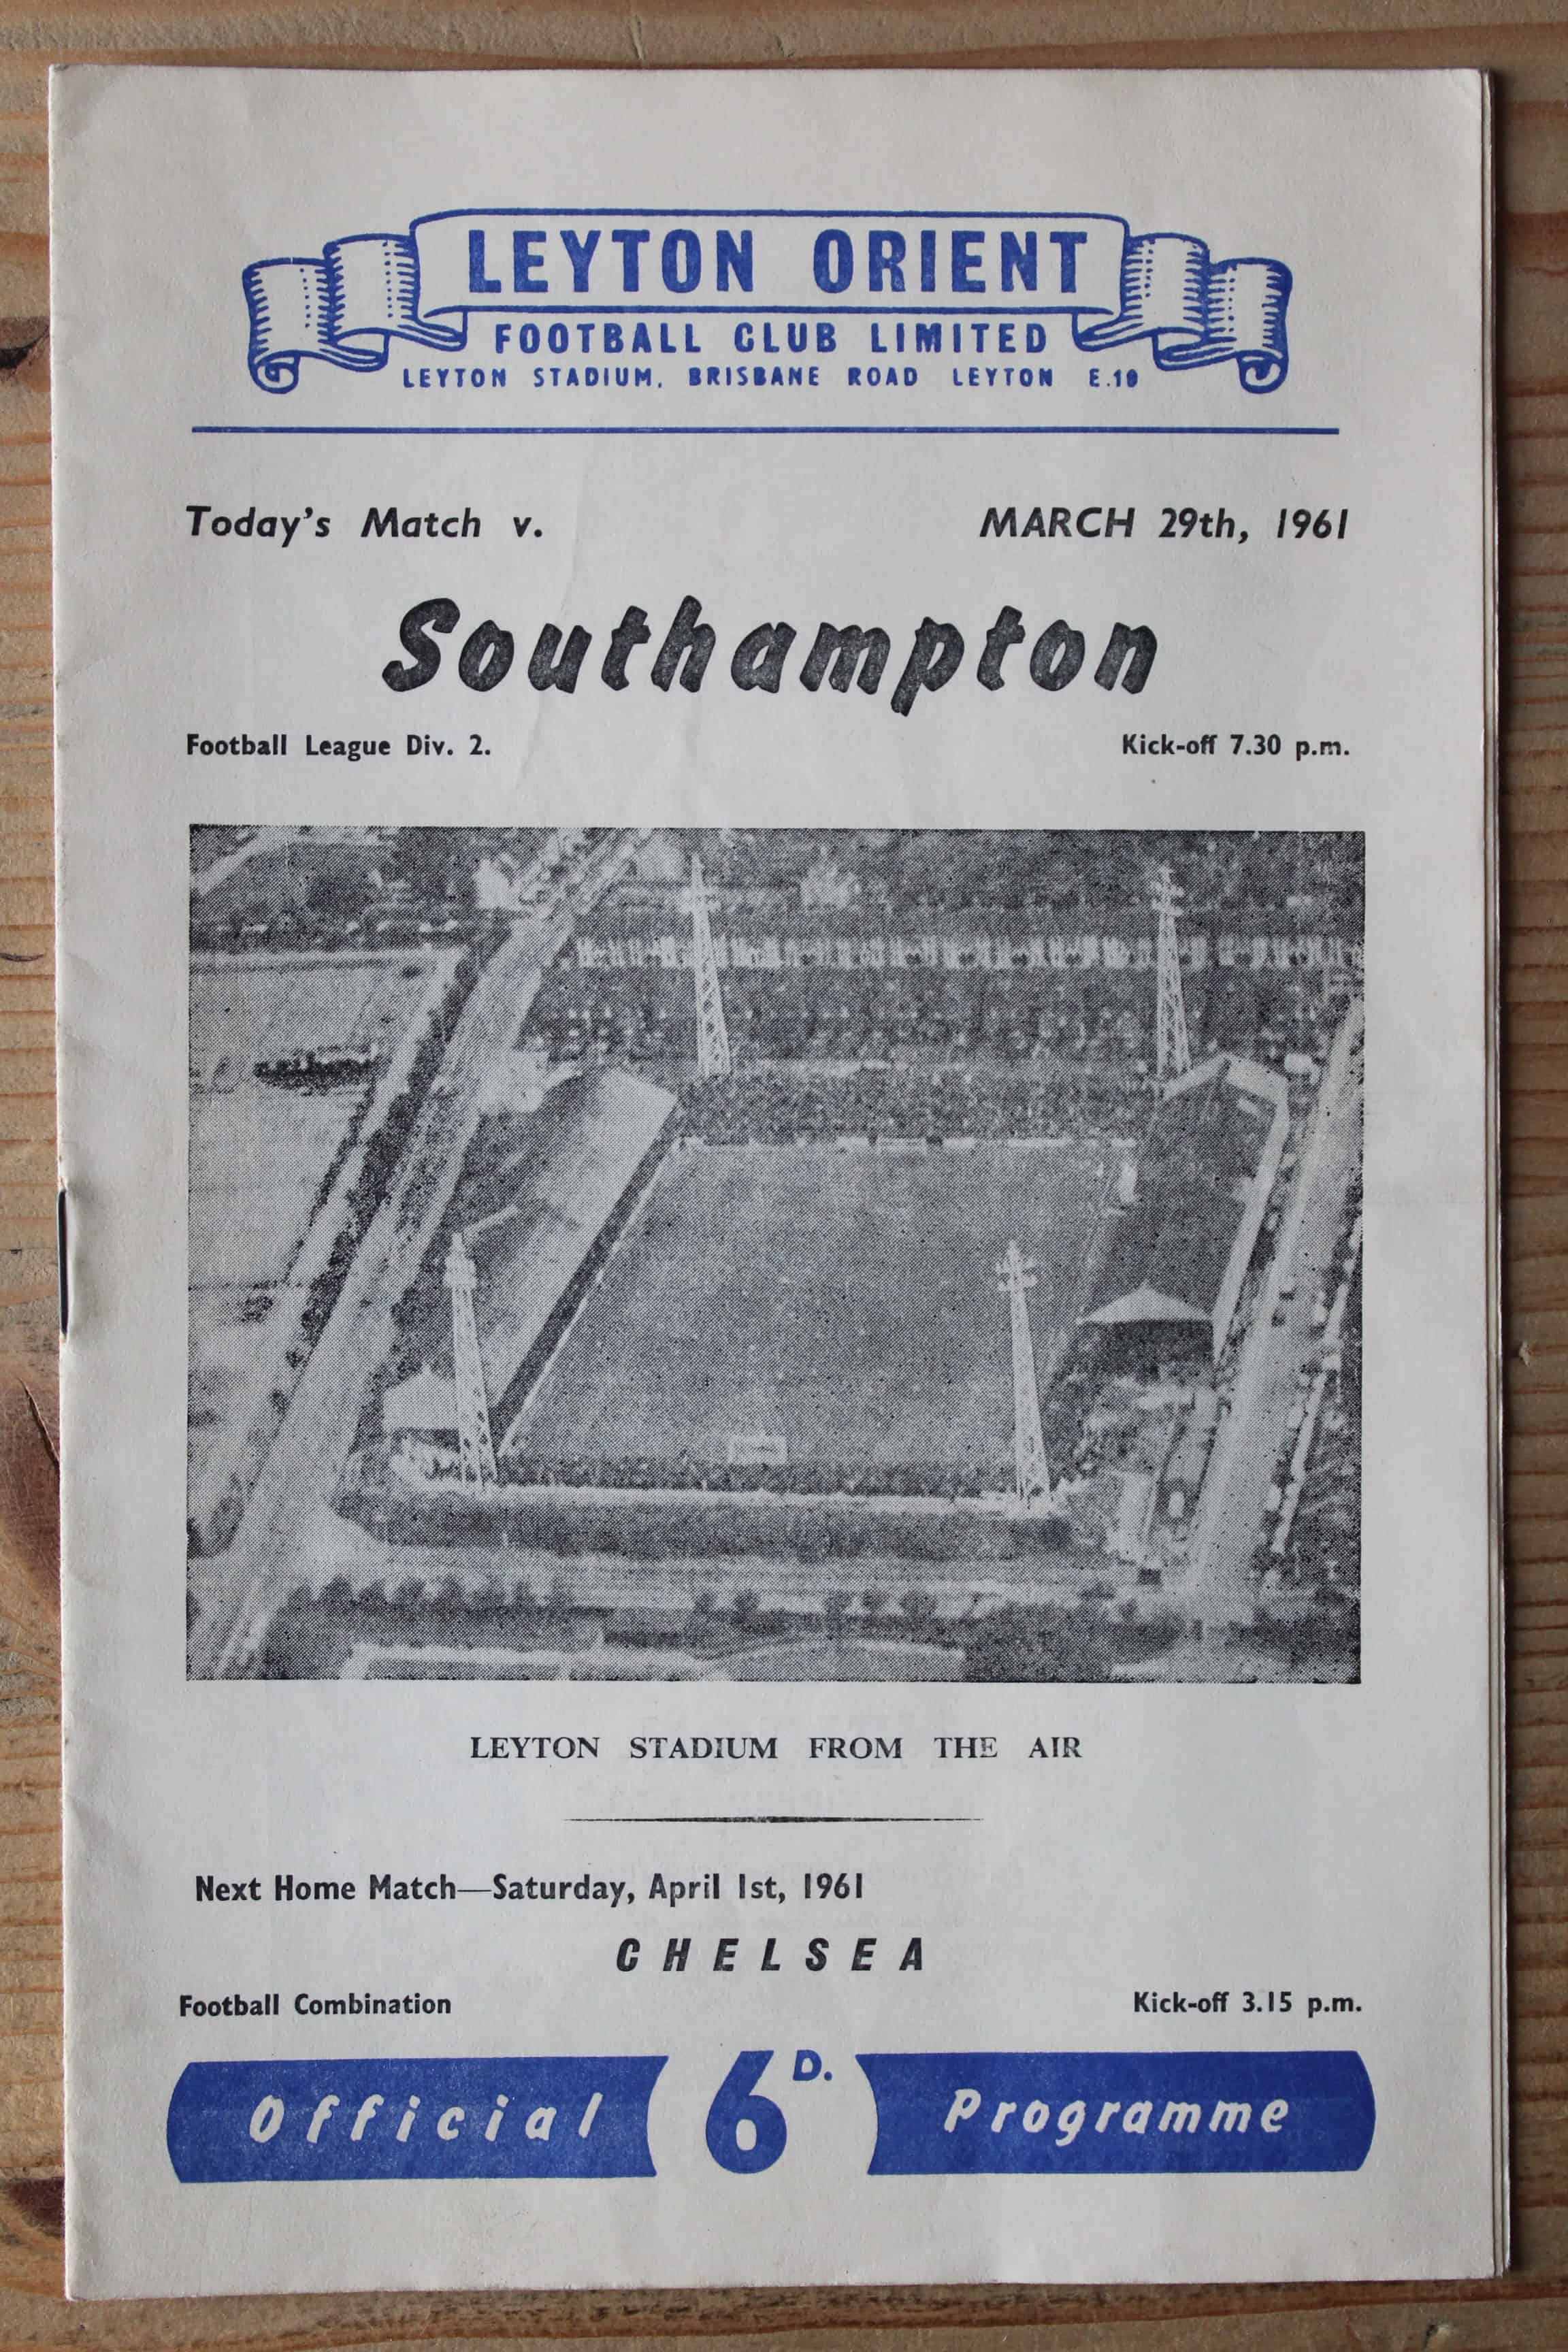 LEYTON ORIENT
FOOTBALL CLUB LIMITED
LEYTON STADIUM, BRISBANE ROAD LEYTON E.10
Today's Match v. MARCH 29th, 1961
Southampton
Football League Div. 2. Kick-off 7.30 p.m.
LEYTON STADIUM FROM THE AIR
Next Home Match—Saturday, April 1st, 1961
CHELSEA
Football Combination Kick-off 3.15 p.m.
Official 6D. Programme